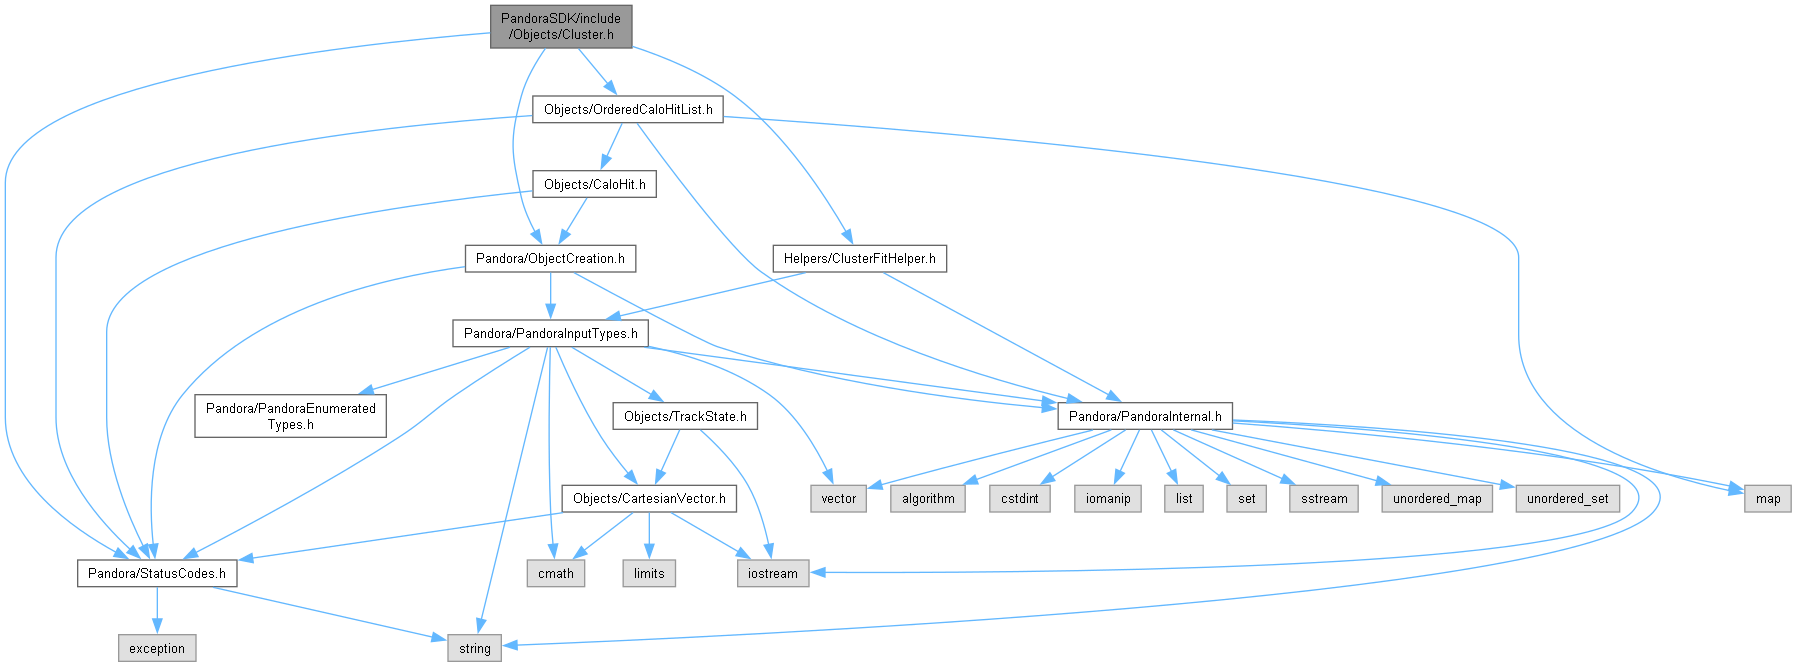 PandoraSDK/include
/Objects/Cluster.h
Objects/OrderedCaloHitList.h
Objects/CaloHit.h
Pandora/ObjectCreation.h
Helpers/ClusterFitHelper.h
Pandora/PandoraInputTypes.h
Pandora/PandoraEnumerated
Types.h
Objects/TrackState.h
Pandora/PandoraInternal.h
Objects/CartesianVector.h
vector
algorithm
cstdint
iomanip
list
set
sstream
unordered_map
unordered_set
map
Pandora/StatusCodes.h
cmath
limits
iostream
exception
string